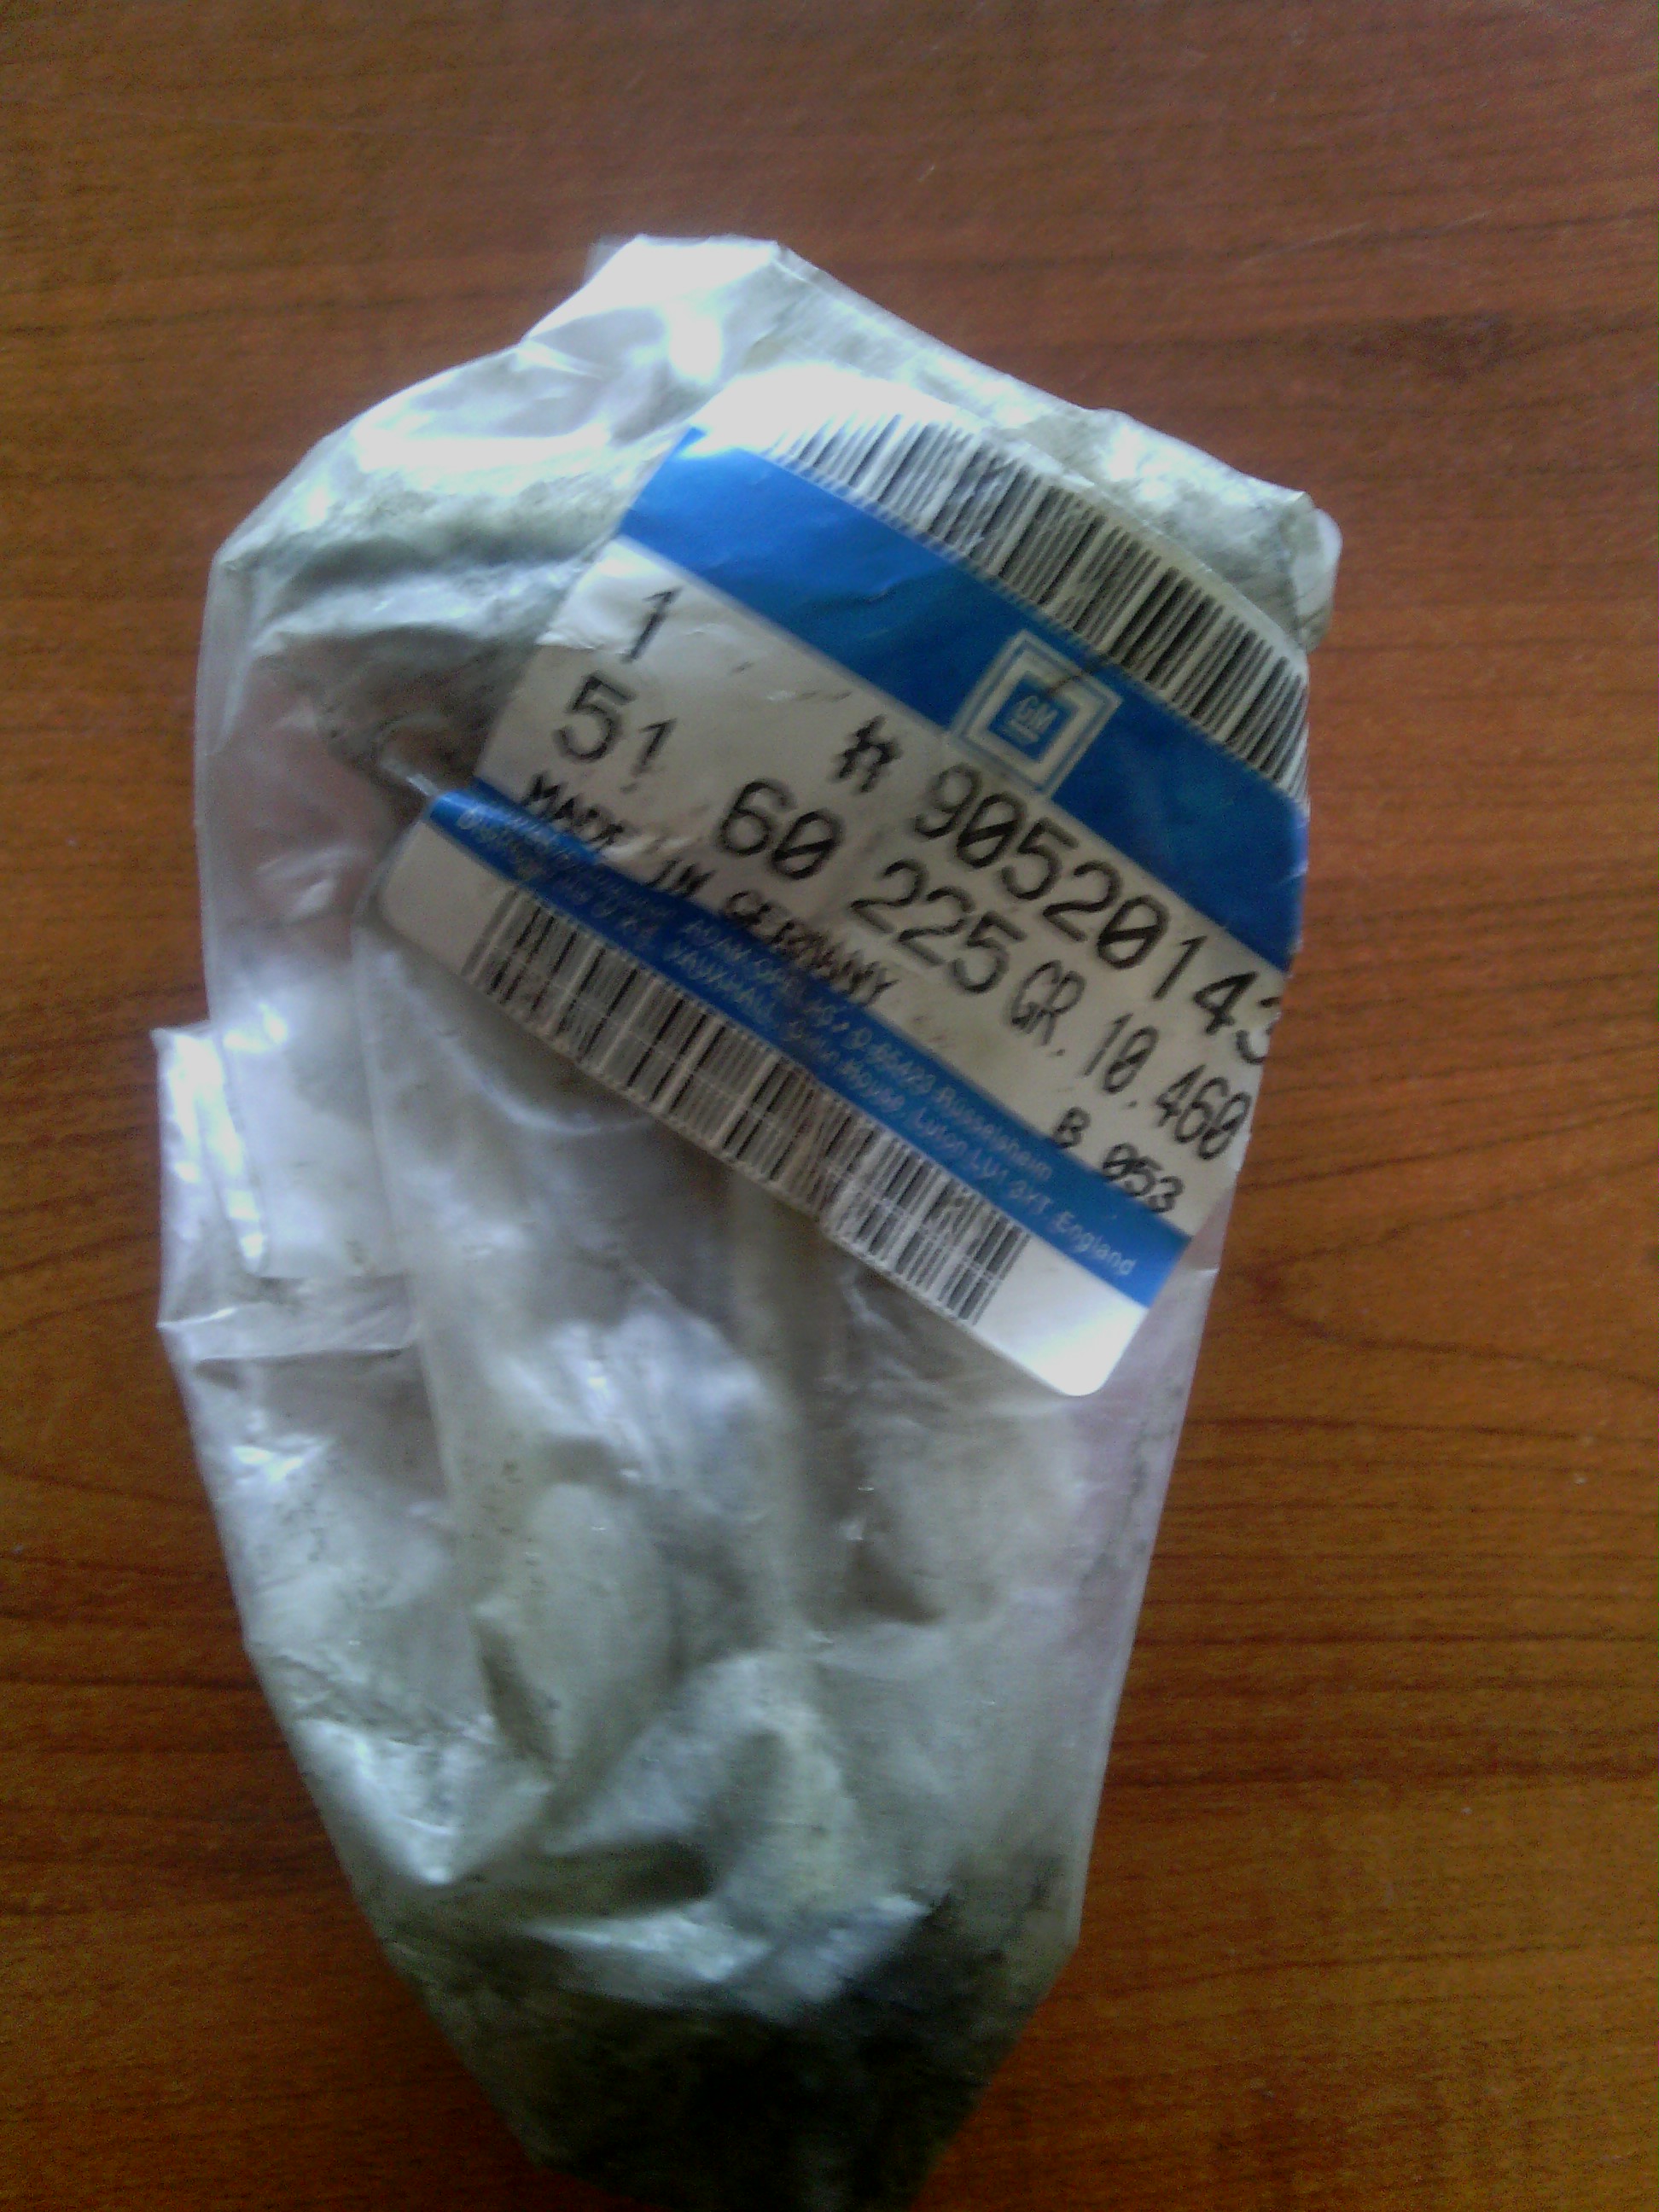 GM
1 # 90520143
51 60 225 GR. 10.460
MADE IN GERMANY B 053
ADAM OPEL AG, D-65423 Rüsselsheim
VAUXHALL, Griffin House, Luton LU1 3YT England